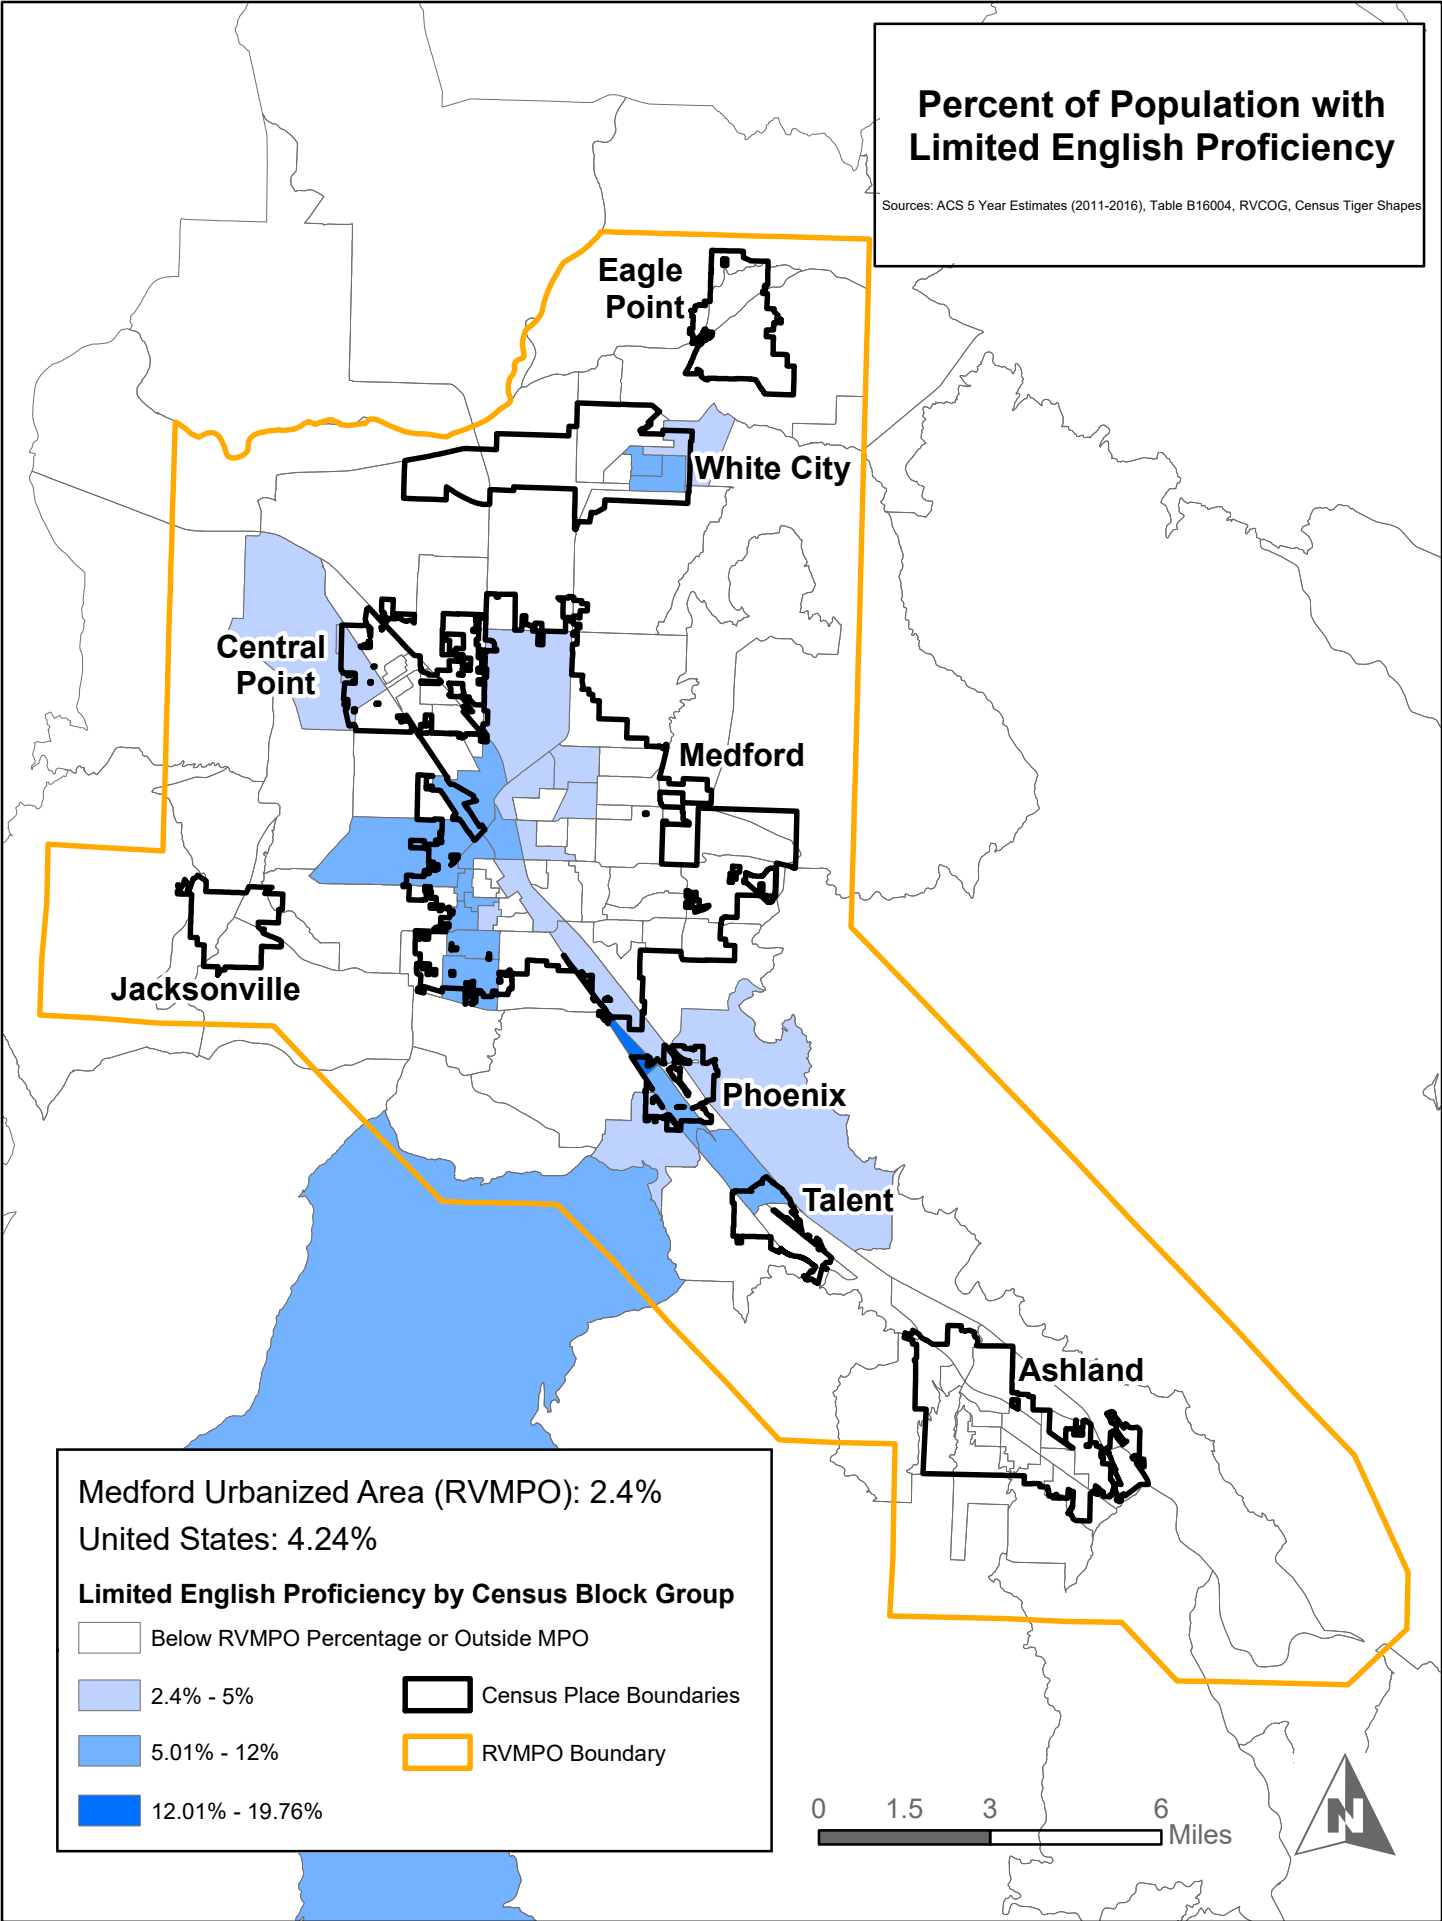 Percent of Population with
Limited English Proficiency
Sources: ACS 5 Year Estimates (2011-2016), Table B16004, RVCOG, Census Tiger Shapes
Eagle
Point
White City
Central
Point
Medford
Jacksonville
Phoenix
Talent
Ashland
Medford Urbanized Area (RVMPO): 2.4%
United States: 4.24%
Limited English Proficiency by Census Block Group
Below RVMPO Percentage or Outside MPO
2.4% - 5%
Census Place Boundaries
5.01% - 12%
RVMPO Boundary
12.01% - 19.76%
0 1.5 3 6
Miles
N